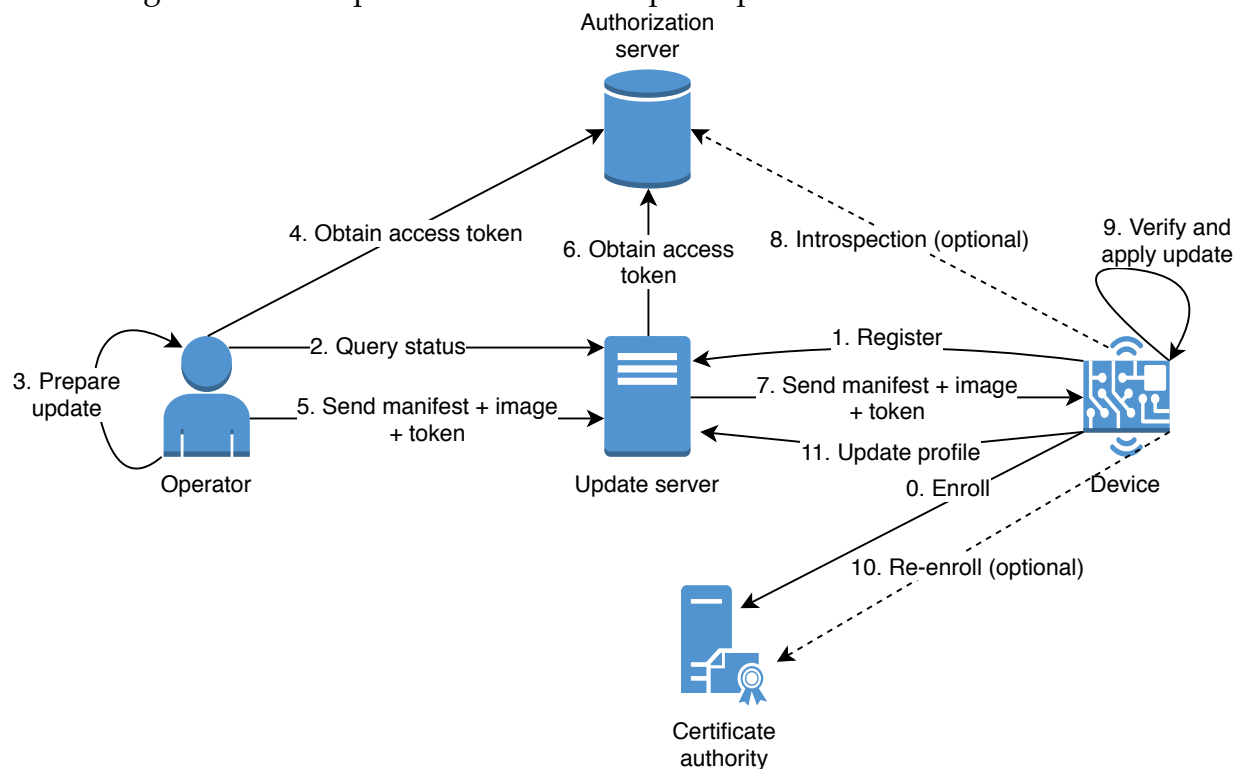 Authorization
server
4. Obtain access token
6. Obtain access
token
8. Introspection (optional)
9. Verify and
apply update
3. Prepare
update
2. Query status
1. Register
5. Send manifest + image
+ token
7. Send manifest + image
+ token
11. Update profile
Operator
Update server
0. Enroll
Device
10. Re-enroll (optional)
Certificate
authority